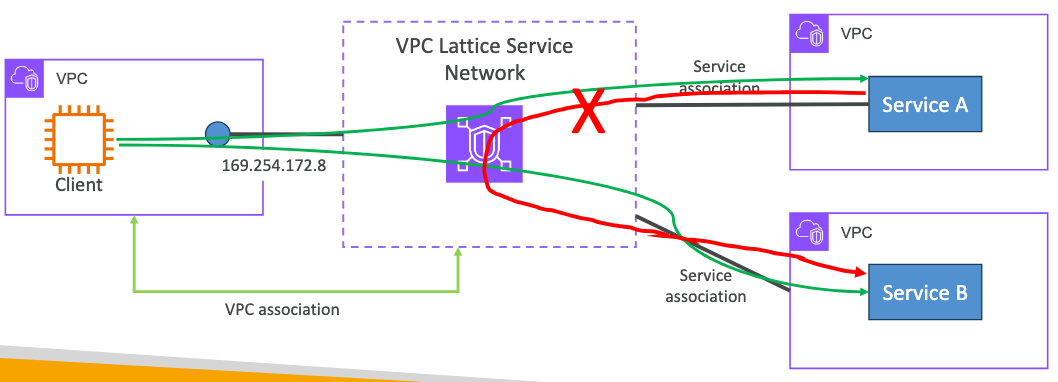 VPC Lattice Service
Network
VPC
Client
169.254.172.8
VPC association
Service
association
VPC
Service A
Service
association
VPC
Service B